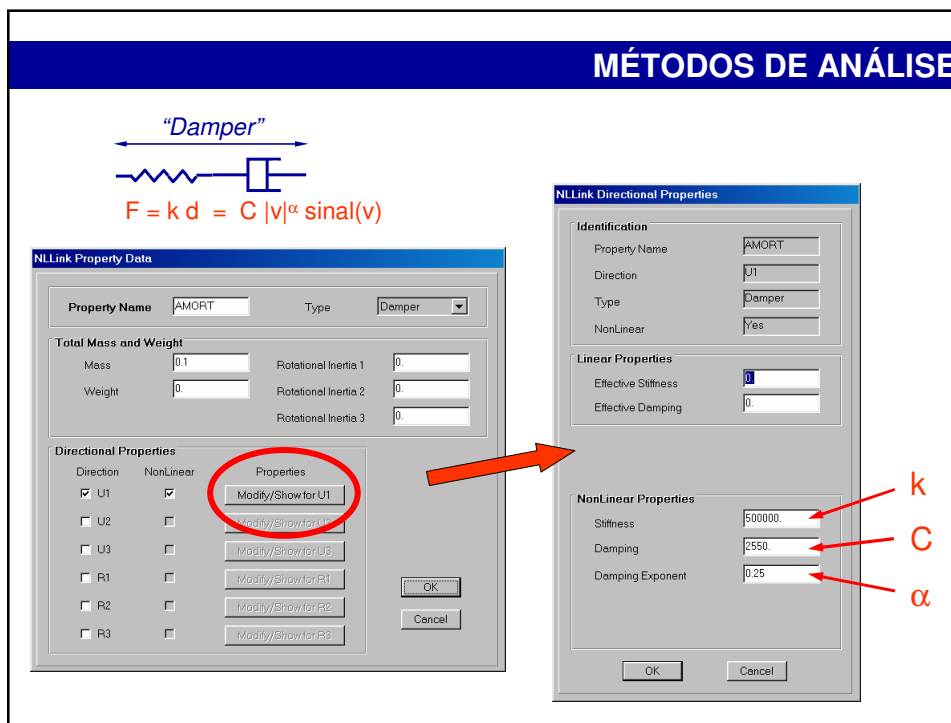 MÉTODOS DE ANÁLISE
“Damper”
F = k d = C |v|α sinal(v)
NLLink Property Data
Property Name AMORT Type Damper
Total Mass and Weight
Mass 0.1 Rotational Inertia 1 0.
Weight 0. Rotational Inertia 2 0.
Rotational Inertia 3 0.
Directional Properties
Direction NonLinear Properties
U1 Modify/Show for U1
U2 Modify/Show for U2
U3 Modify/Show for U3
R1 Modify/Show for R1
R2 Modify/Show for R2
R3 Modify/Show for R3
OK
Cancel
NLLink Directional Properties
Identification
Property Name AMORT
Direction U1
Type Damper
NonLinear Yes
Linear Properties
Effective Stiffness 0.
Effective Damping 0.
NonLinear Properties
Stiffness 500000. k
Damping 2550. C
Damping Exponent 0.25 α
OK Cancel